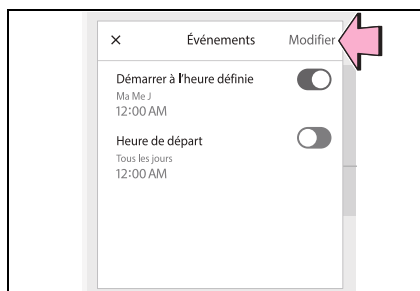 × Événements Modifier
Démarrer à l'heure définie
Ma Me J
12:00 AM
Heure de départ
Tous les jours
12:00 AM